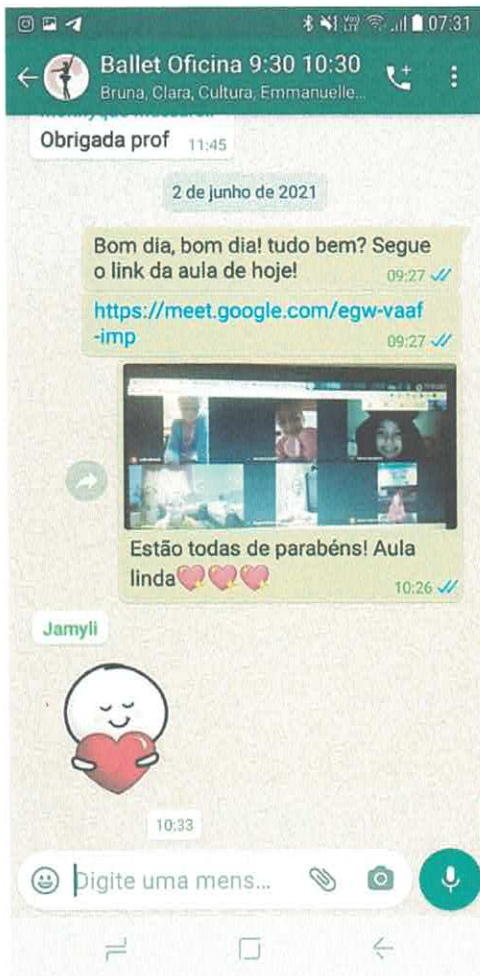 07:31
Ballet Oficina 9:30 10:30
Bruna, Clara, Cultura, Emmanuelle...
Obrigada prof 11:45
2 de junho de 2021
Bom dia, bom dia! tudo bem? Segue
o link da aula de hoje! 09:27
https://meet.google.com/egw-vaaf
-imp 09:27
Estão todas de parabéns! Aula
linda💖💖💖 10:26
Jamyli
10:33
Digite uma mens...